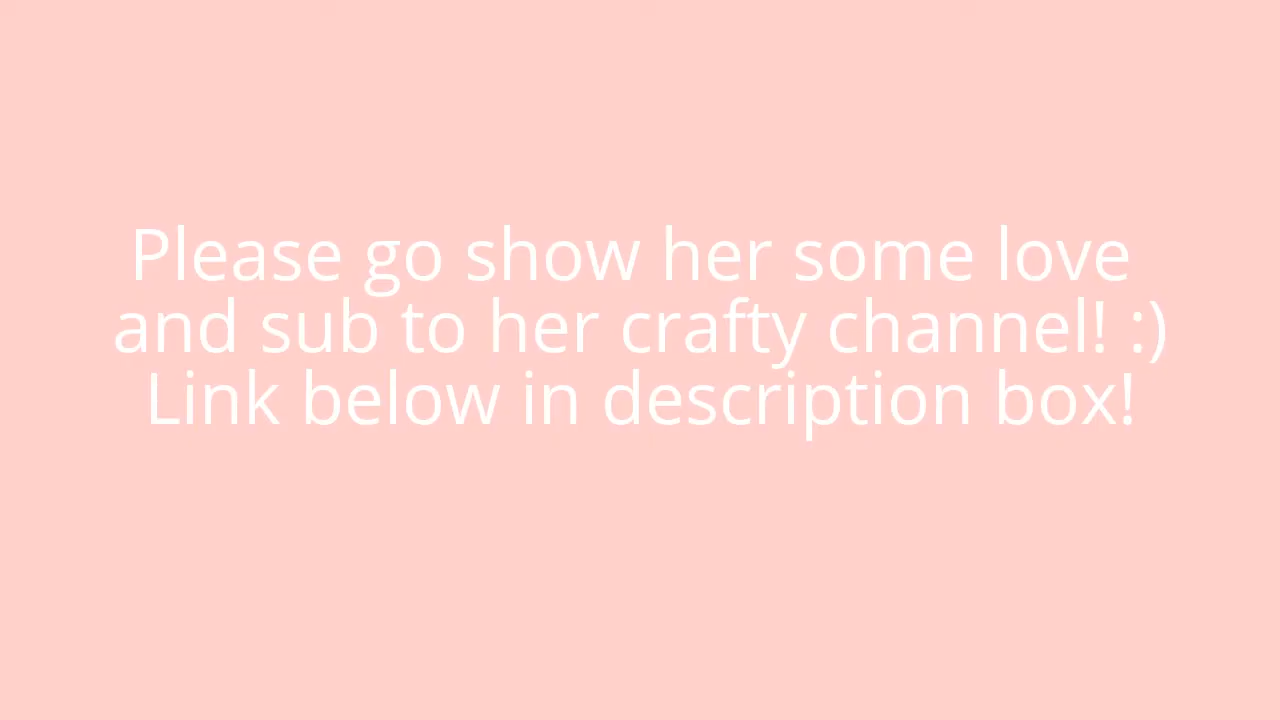 Please go show her some love
and sub to her crafty channel! :)
Link below in description box!